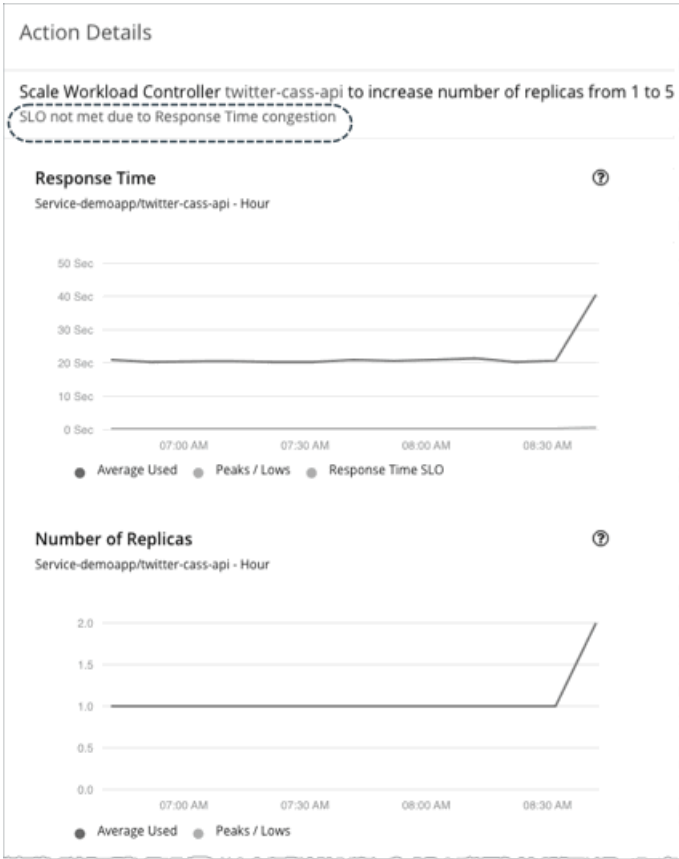 Action Details
Scale Workload Controller twitter-cass-api to increase number of replicas from 1 to 5
SLO not met due to Response Time congestion
Response Time
Service-demoapp/twitter-cass-api - Hour
50 Sec
40 Sec
30 Sec
20 Sec
10 Sec
0 Sec
07:00 AM 07:30 AM 08:00 AM 08:30 AM
Average Used Peaks / Lows Response Time SLO
Number of Replicas
Service-demoapp/twitter-cass-api - Hour
2.0
1.5
1.0
0.5
0.0
07:00 AM 07:30 AM 08:00 AM 08:30 AM
Average Used Peaks / Lows